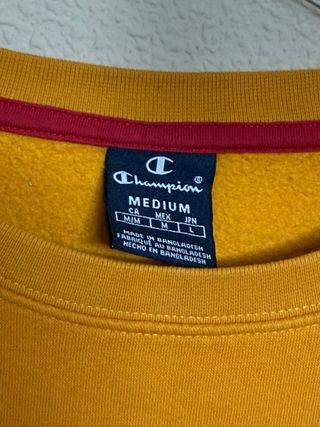 Champion®
MEDIUM
CA MEX JPN
M/M M L
MADE IN BANGLADESH
FABRIQUÉ AU BANGLADESH
HECHO EN BANGLADESH